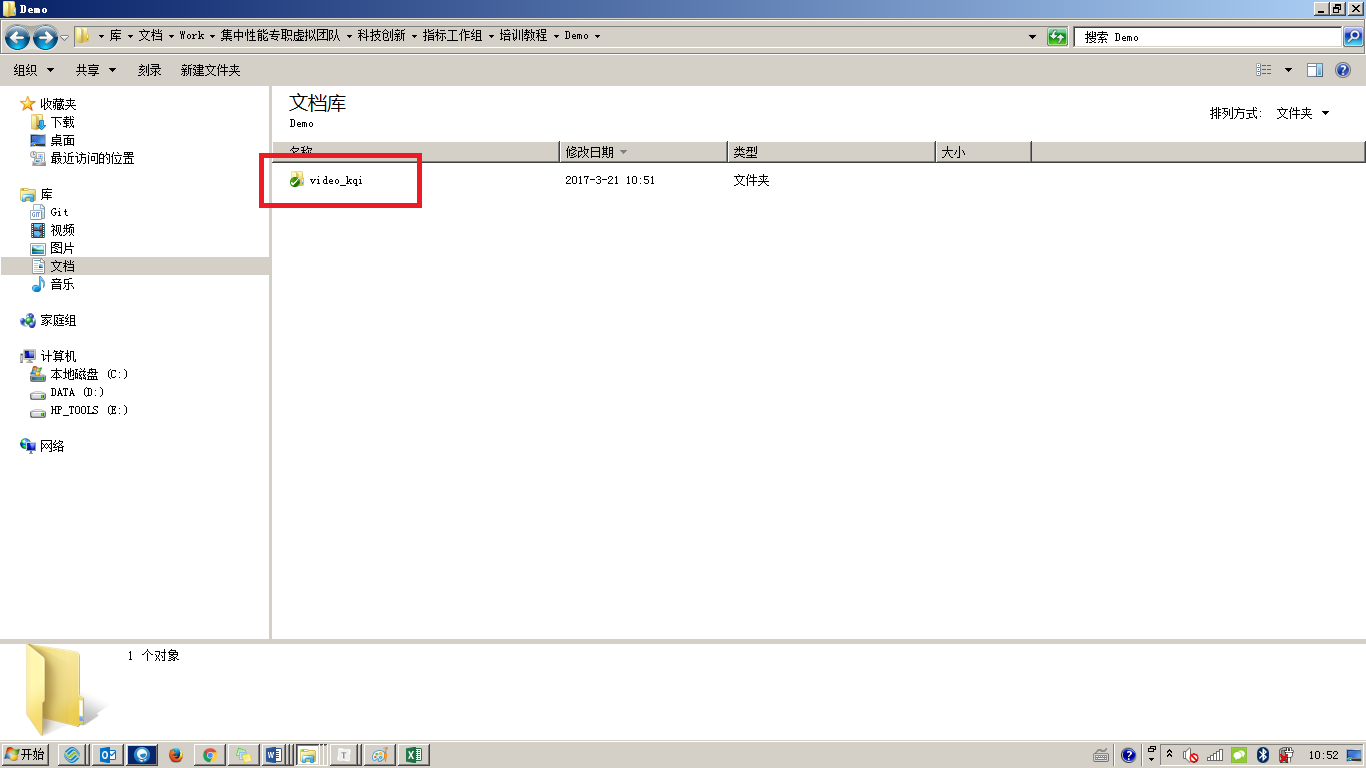 Demo
库 文档 Work 集中性能专职虚拟团队 科技创新 指标工作组 培训教程 Demo
搜索 Demo
组织 共享 刻录 新建文件夹
收藏夹
下载
桌面
最近访问的位置
库
Git
视频
图片
文档
音乐
家庭组
计算机
本地磁盘 (C:)
DATA (D:)
HP_TOOLS (E:)
网络
文档库
Demo
排列方式: 文件夹
名称 修改日期 类型 大小
video_kqi 2017-3-21 10:51 文件夹
1 个对象
开始
10:52